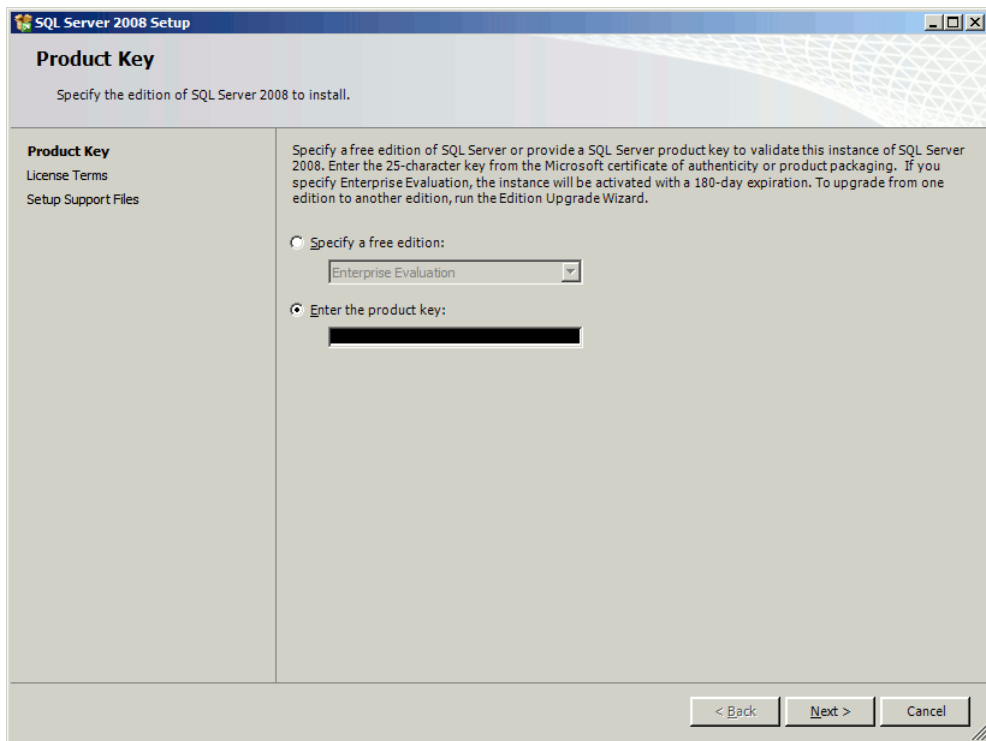 SQL Server 2008 Setup
Product Key
Specify the edition of SQL Server 2008 to install.
Product Key
License Terms
Setup Support Files
Specify a free edition of SQL Server or provide a SQL Server product key to validate this instance of SQL Server
2008. Enter the 25-character key from the Microsoft certificate of authenticity or product packaging.  If you
specify Enterprise Evaluation, the instance will be activated with a 180-day expiration. To upgrade from one
edition to another edition, run the Edition Upgrade Wizard.
Specify a free edition:
Enterprise Evaluation
Enter the product key:
< Back
Next >
Cancel